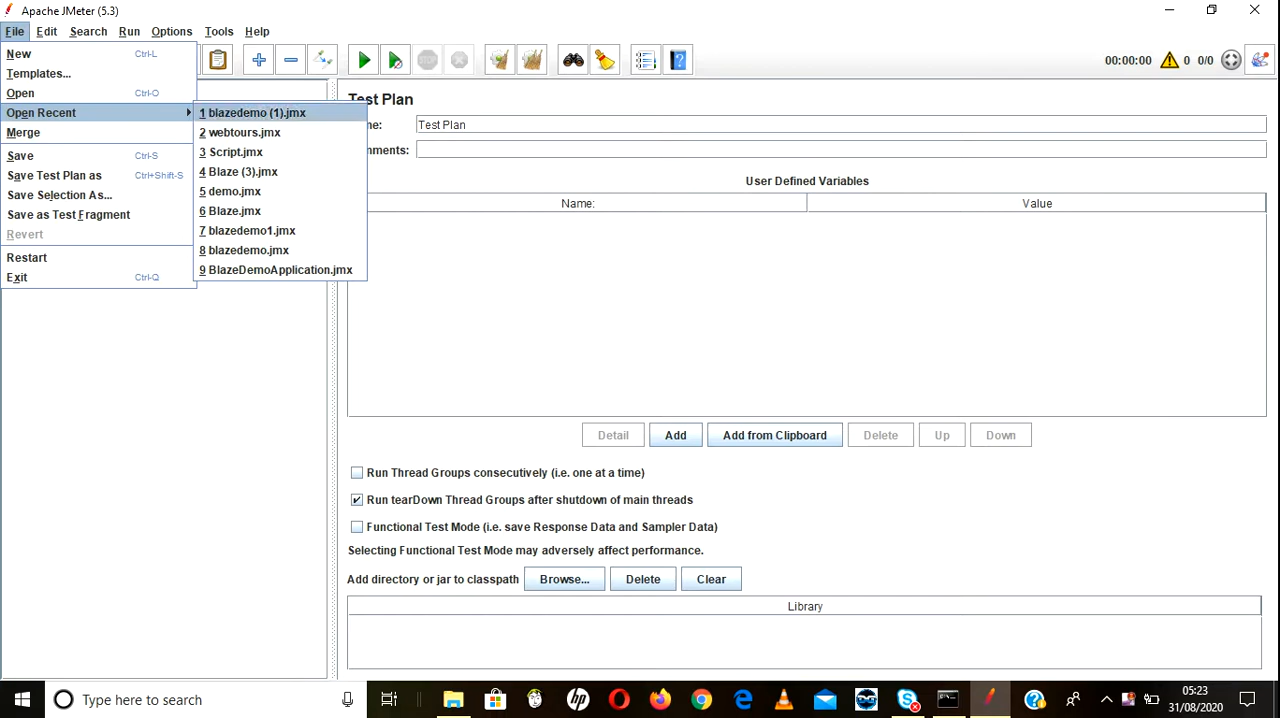 Apache JMeter (5.3)
File Edit Search Run Options Tools Help
New Ctrl-L
Templates...
Open Ctrl-O
Open Recent
Merge
Save Ctrl-S
Save Test Plan as Ctrl+Shift-S
Save Selection As...
Save as Test Fragment
Revert
Restart
Exit Ctrl-Q
1 blazedemo (1).jmx
2 webtours.jmx
3 Script.jmx
4 Blaze (3).jmx
5 demo.jmx
6 Blaze.jmx
7 blazedemo1.jmx
8 blazedemo.jmx
9 BlazeDemoApplication.jmx
00:00:00 0 0/0
Test Plan
me: Test Plan
mments:
User Defined Variables
Name: Value
Detail Add Add from Clipboard Delete Up Down
Run Thread Groups consecutively (i.e. one at a time)
Run tearDown Thread Groups after shutdown of main threads
Functional Test Mode (i.e. save Response Data and Sampler Data)
Selecting Functional Test Mode may adversely affect performance.
Add directory or jar to classpath Browse... Delete Clear
Library
Type here to search
05:23
31/08/2020